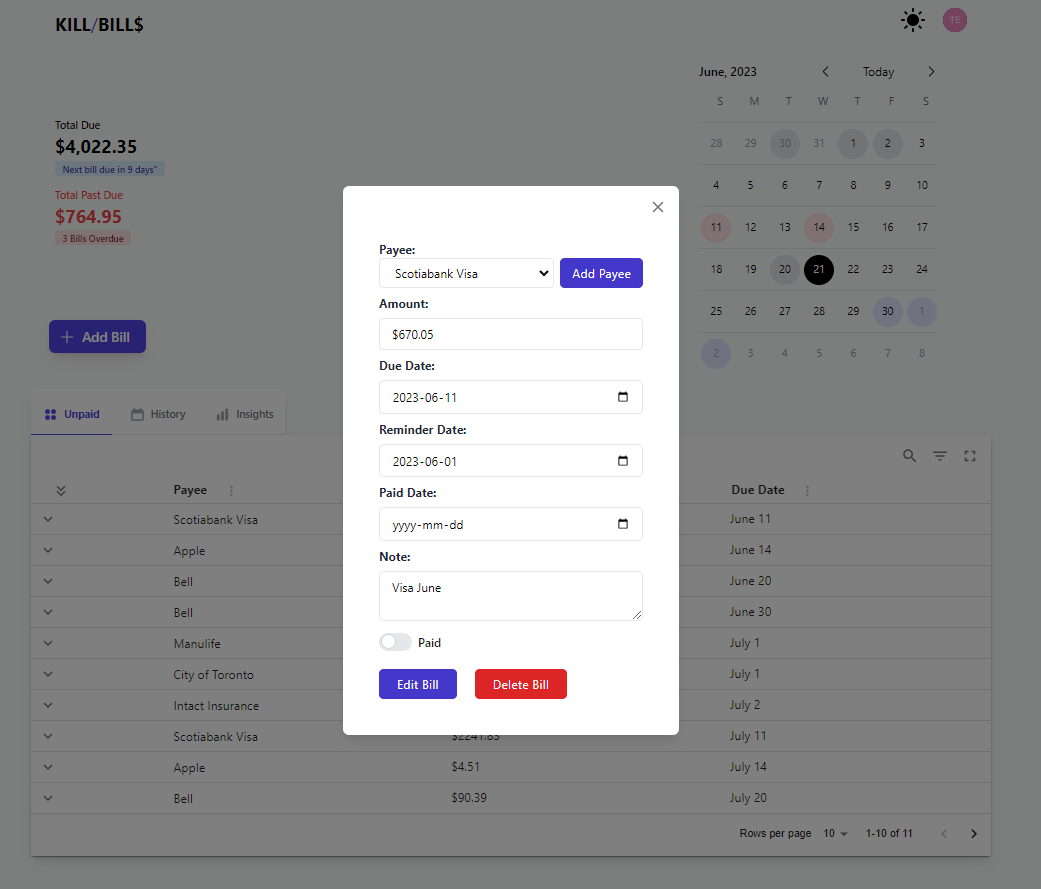 KILL/BILL$
TE
June, 2023 Today
S M T W T F S
28 29 30 31 1 2 3
4 5 6 7 8 9 10
11 12 13 14 15 16 17
18 19 20 21 22 23 24
25 26 27 28 29 30 1
2 3 4 5 6 7 8
Total Due
$4,022.35
Next bill due in 9 days"
Total Past Due
$764.95
3 Bills Overdue
Add Bill
Unpaid History Insights
Payee:
Scotiabank Visa Add Payee
Amount:
$670.05
Due Date:
2023-06-11
Reminder Date:
2023-06-01
Paid Date:
yyyy-mm-dd
Note:
Visa June
Paid
Edit Bill Delete Bill
Payee Due Date
Scotiabank Visa June 11
Apple June 14
Bell June 20
Bell June 30
Manulife July 1
City of Toronto July 1
Intact Insurance July 2
Scotiabank Visa $2241.83 July 11
Apple $4.51 July 14
Bell $90.39 July 20
Rows per page 10 1-10 of 11